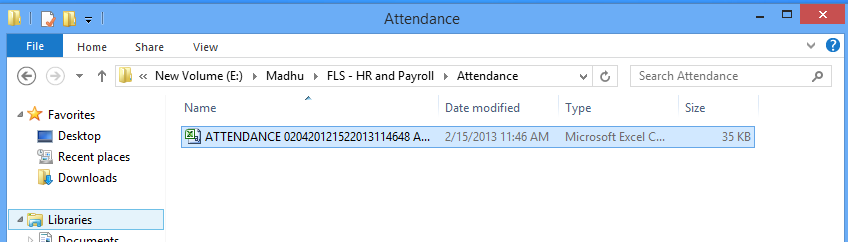 Attendance
File Home Share View
« New Volume (E:) Madhu FLS - HR and Payroll Attendance Search Attendance
Name Date modified Type Size
Favorites
Desktop
Recent places
Downloads
ATTENDANCE 020420121522013114648 A... 2/15/2013 11:46 AM Microsoft Excel C... 35 KB
Libraries
Documents